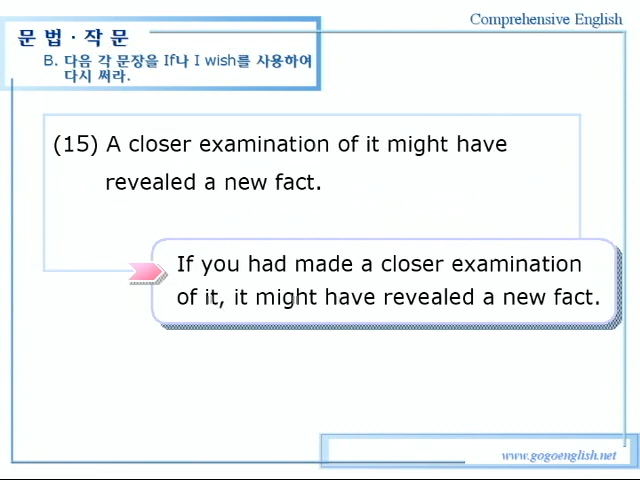 Comprehensive English
문 법 · 작 문
B. 다음 각 문장을 If나 I wish를 사용하여
다시 써라.
(15) A closer examination of it might have
revealed a new fact.
If you had made a closer examination
of it, it might have revealed a new fact.
www.gogoenglish.net